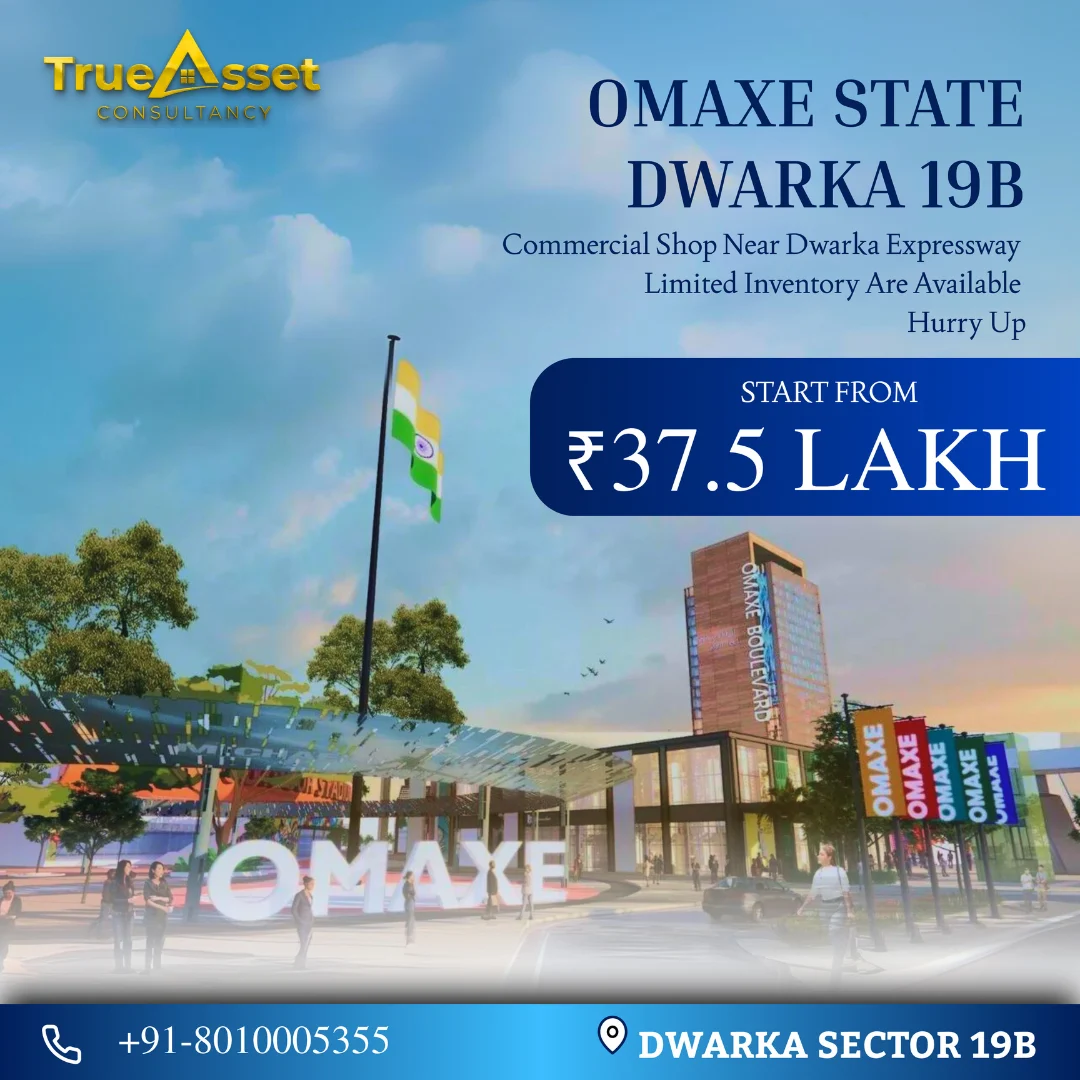 TrueAsset
CONSULTANCY
OMAXE STATE
DWARKA 19B
Commercial Shop Near Dwarka Expressway
Limited Inventory Are Available
Hurry Up
START FROM
₹37.5 LAKH
OMAXE BOULEVARD
OMAXE
OMAXE
OMAXE
OMAXE
OMAXE
OMAXE
+91-8010005355
DWARKA SECTOR 19B